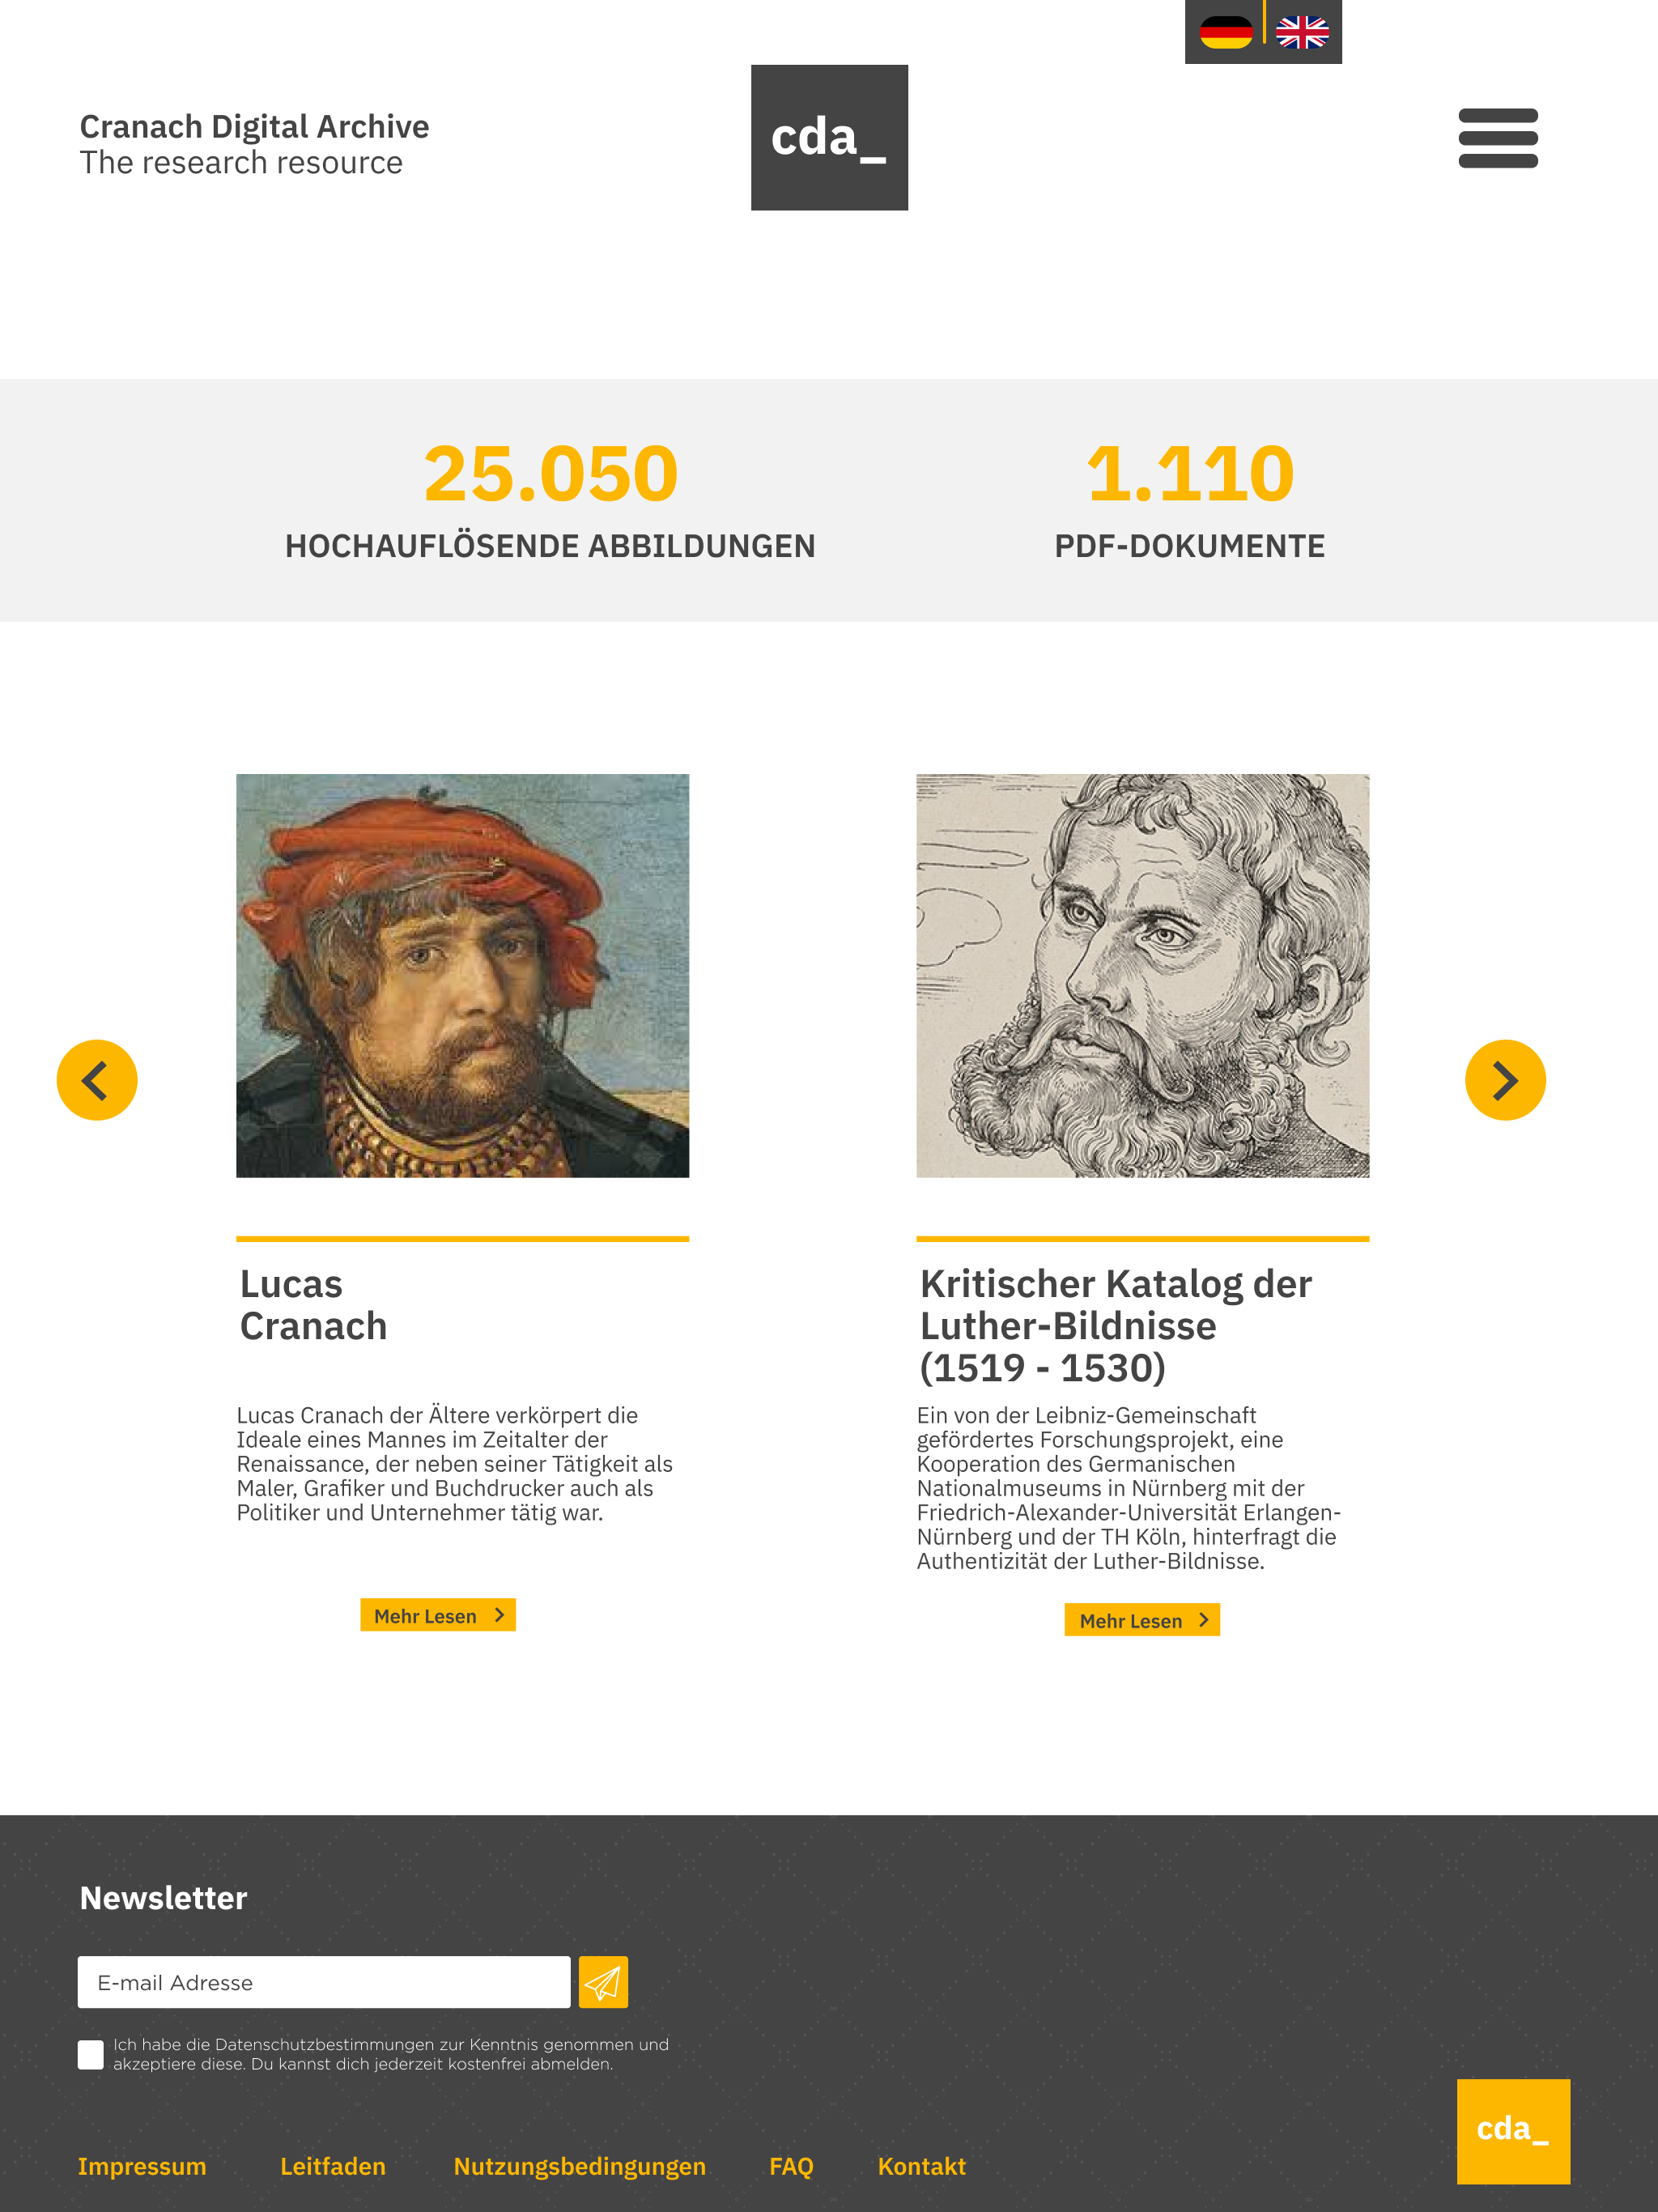 Cranach Digital Archive
The research resource
cda_
25.050
HOCHAUFLÖSENDE ABBILDUNGEN
1.110
PDF-DOKUMENTE
Lucas
Cranach
Lucas Cranach der Ältere verkörpert die
Ideale eines Mannes im Zeitalter der
Renaissance, der neben seiner Tätigkeit als
Maler, Grafiker und Buchdrucker auch als
Politiker und Unternehmer tätig war.
Mehr Lesen
Kritischer Katalog der
Luther-Bildnisse
(1519 - 1530)
Ein von der Leibniz-Gemeinschaft
gefördertes Forschungsprojekt, eine
Kooperation des Germanischen
Nationalmuseums in Nürnberg mit der
Friedrich-Alexander-Universität Erlangen-
Nürnberg und der TH Köln, hinterfragt die
Authentizität der Luther-Bildnisse.
Mehr Lesen
Newsletter
E-mail Adresse
Ich habe die Datenschutzbestimmungen zur Kenntnis genommen und
akzeptiere diese. Du kannst dich jederzeit kostenfrei abmelden.
cda_
Impressum Leitfaden Nutzungsbedingungen FAQ Kontakt